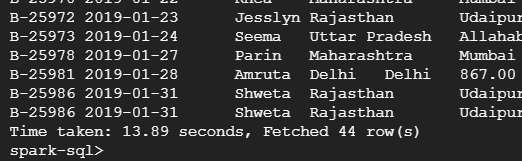 B-25972 2019-01-23 Jesslyn Rajasthan Udaipur
B-25973 2019-01-24 Seema Uttar Pradesh Allahab
B-25978 2019-01-27 Parin Maharashtra Mumbai
B-25981 2019-01-28 Amruta Delhi Delhi 867.00
B-25986 2019-01-31 Shweta Rajasthan Udaipur
B-25986 2019-01-31 Shweta Rajasthan Udaipur
Time taken: 13.89 seconds, Fetched 44 row(s)
spark-sql>